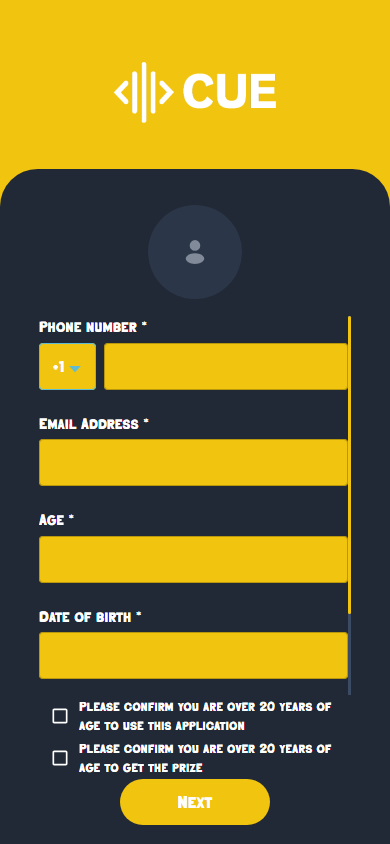 CUE
Phone number *
+1
Email Address *
Age *
Date of birth *
Please confirm you are over 20 years of
age to use this application
Please confirm you are over 20 years of
age to get the prize
Next